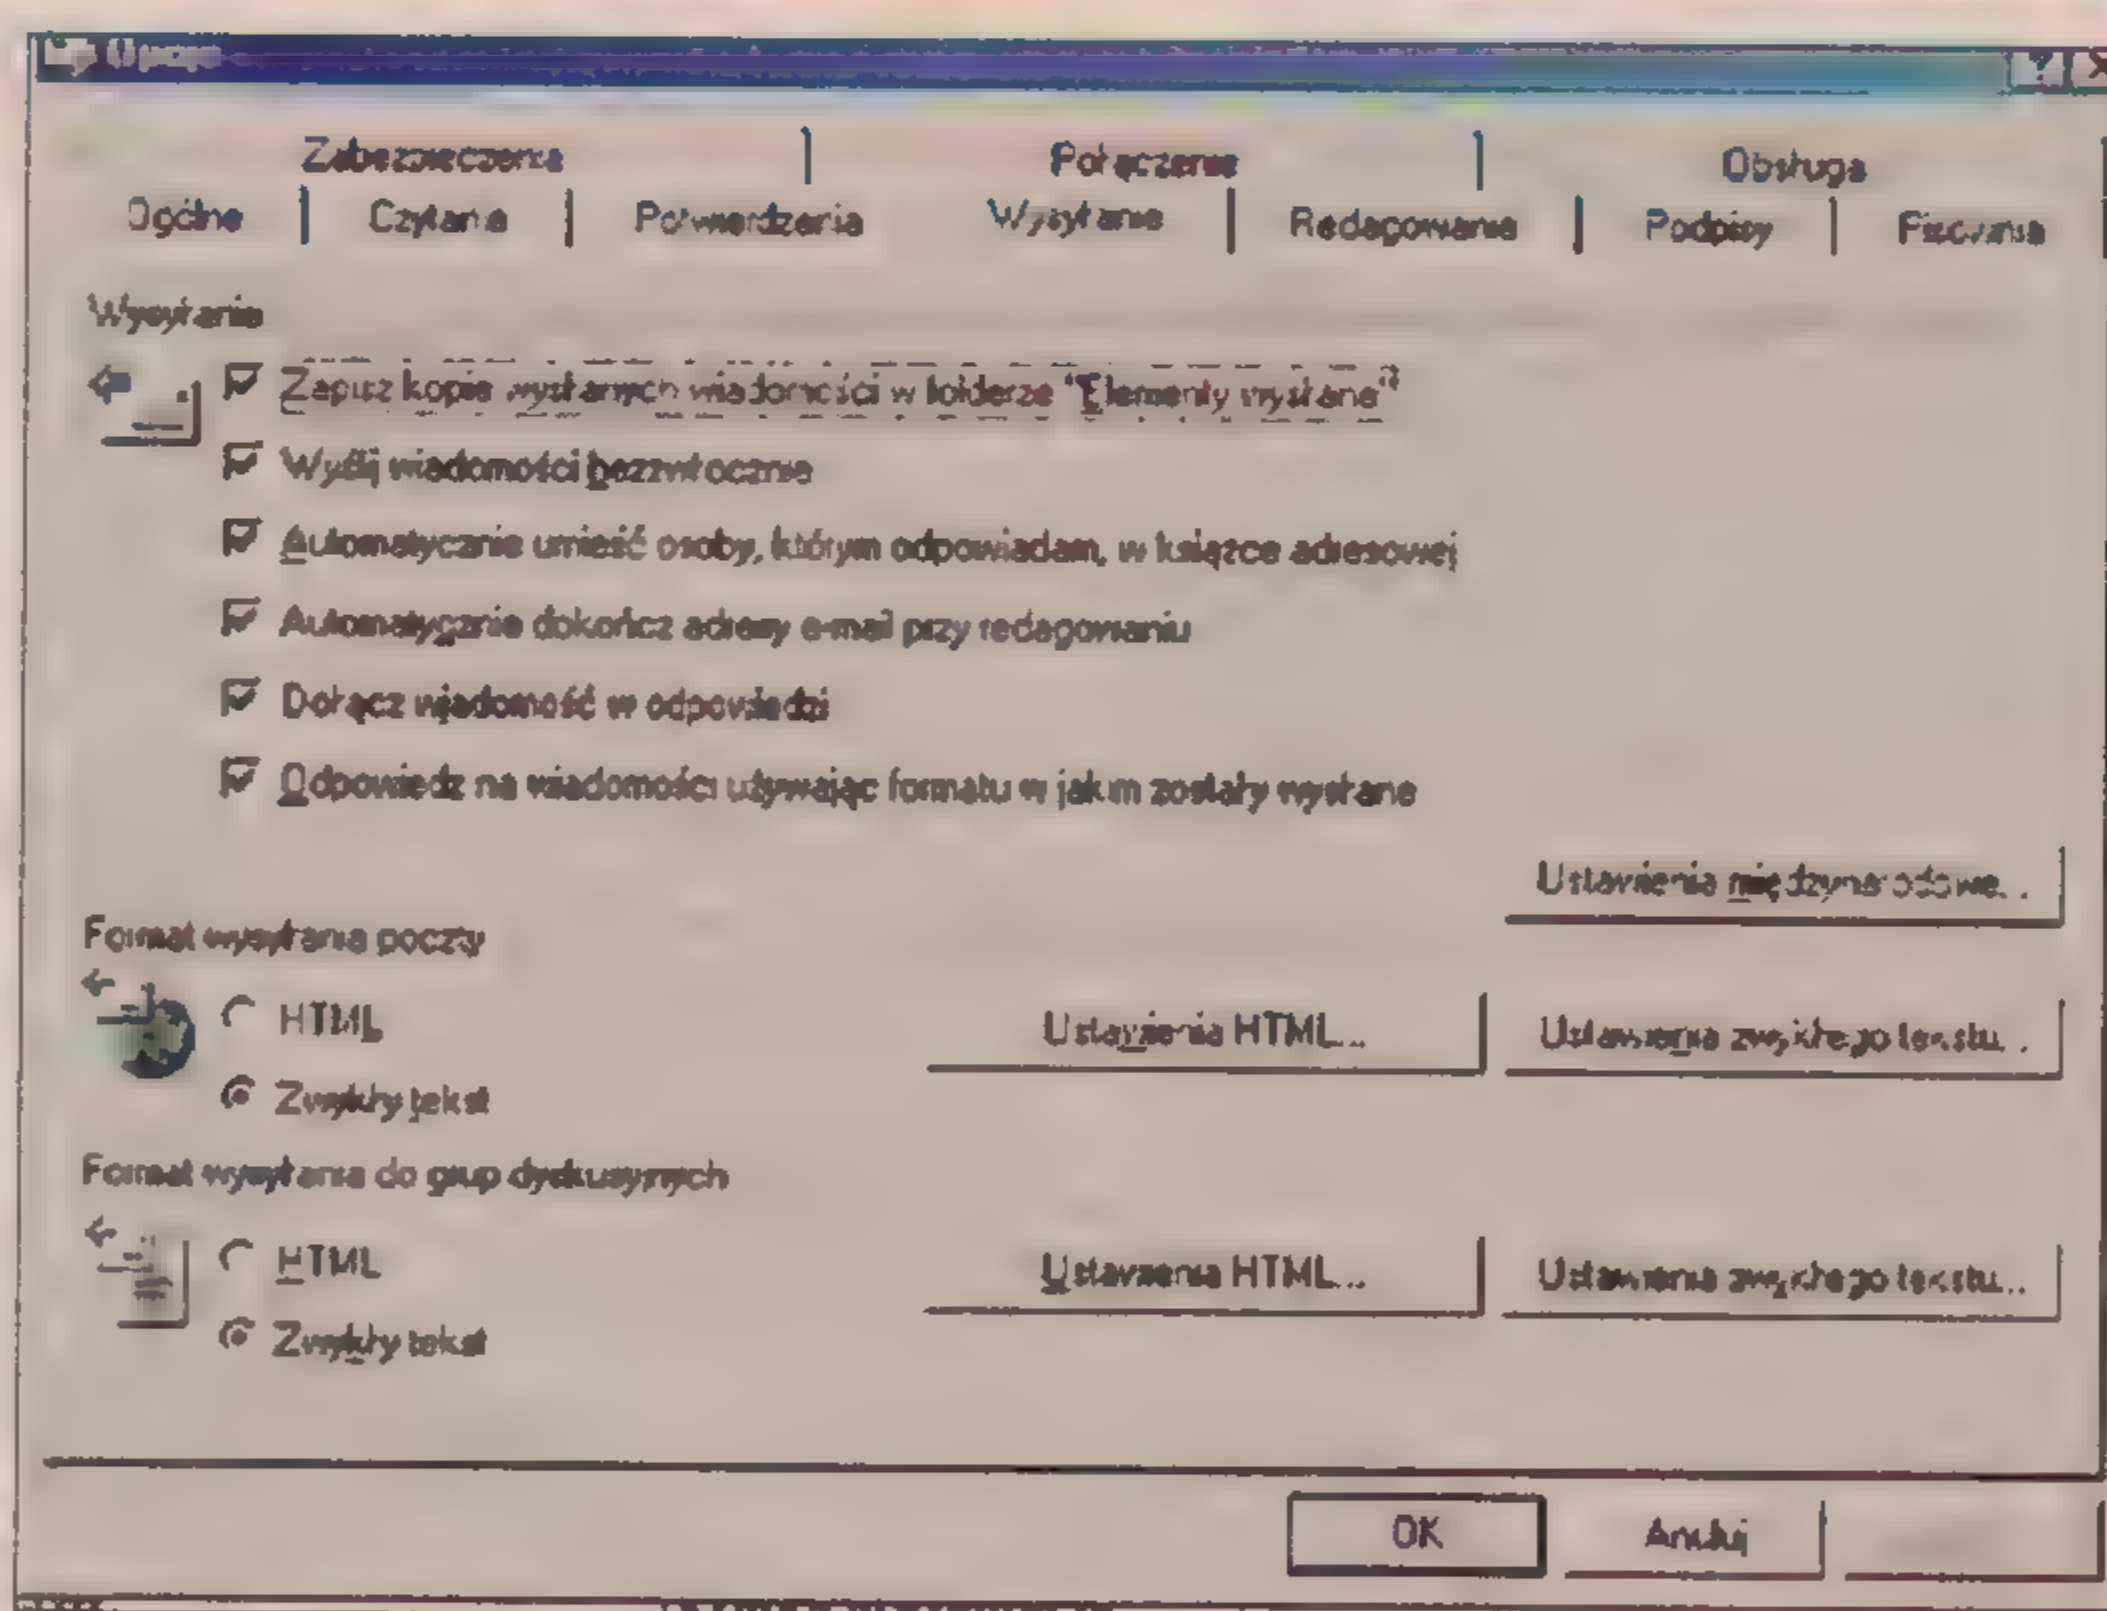 Opcje
Zabezpieczenia Połączenie Obsługa
Ogólne Czytanie Potwierdzenia Wysyłanie Redagowanie Podpisy Pisownia
Wysyłanie
Zapisz kopie wysłanych wiadomości w folderze "Elementy wysłane"
Wyślij wiadomości bezzwłocznie
Automatycznie umieść osoby, którym odpowiadam, w książce adresowej
Automatycznie dokończ adresy e-mail przy redagowaniu
Dołącz wiadomość w odpowiedzi
Odpowiedz na wiadomości używając formatu w jakim zostały wysłane
Ustawienia międzynarodowe...
Format wysyłania poczty
HTML Ustawienia HTML... Ustawienia zwykłego tekstu...
Zwykły tekst
Format wysyłania do grup dyskusyjnych
HTML Ustawienia HTML... Ustawienia zwykłego tekstu...
Zwykły tekst
OK Anuluj